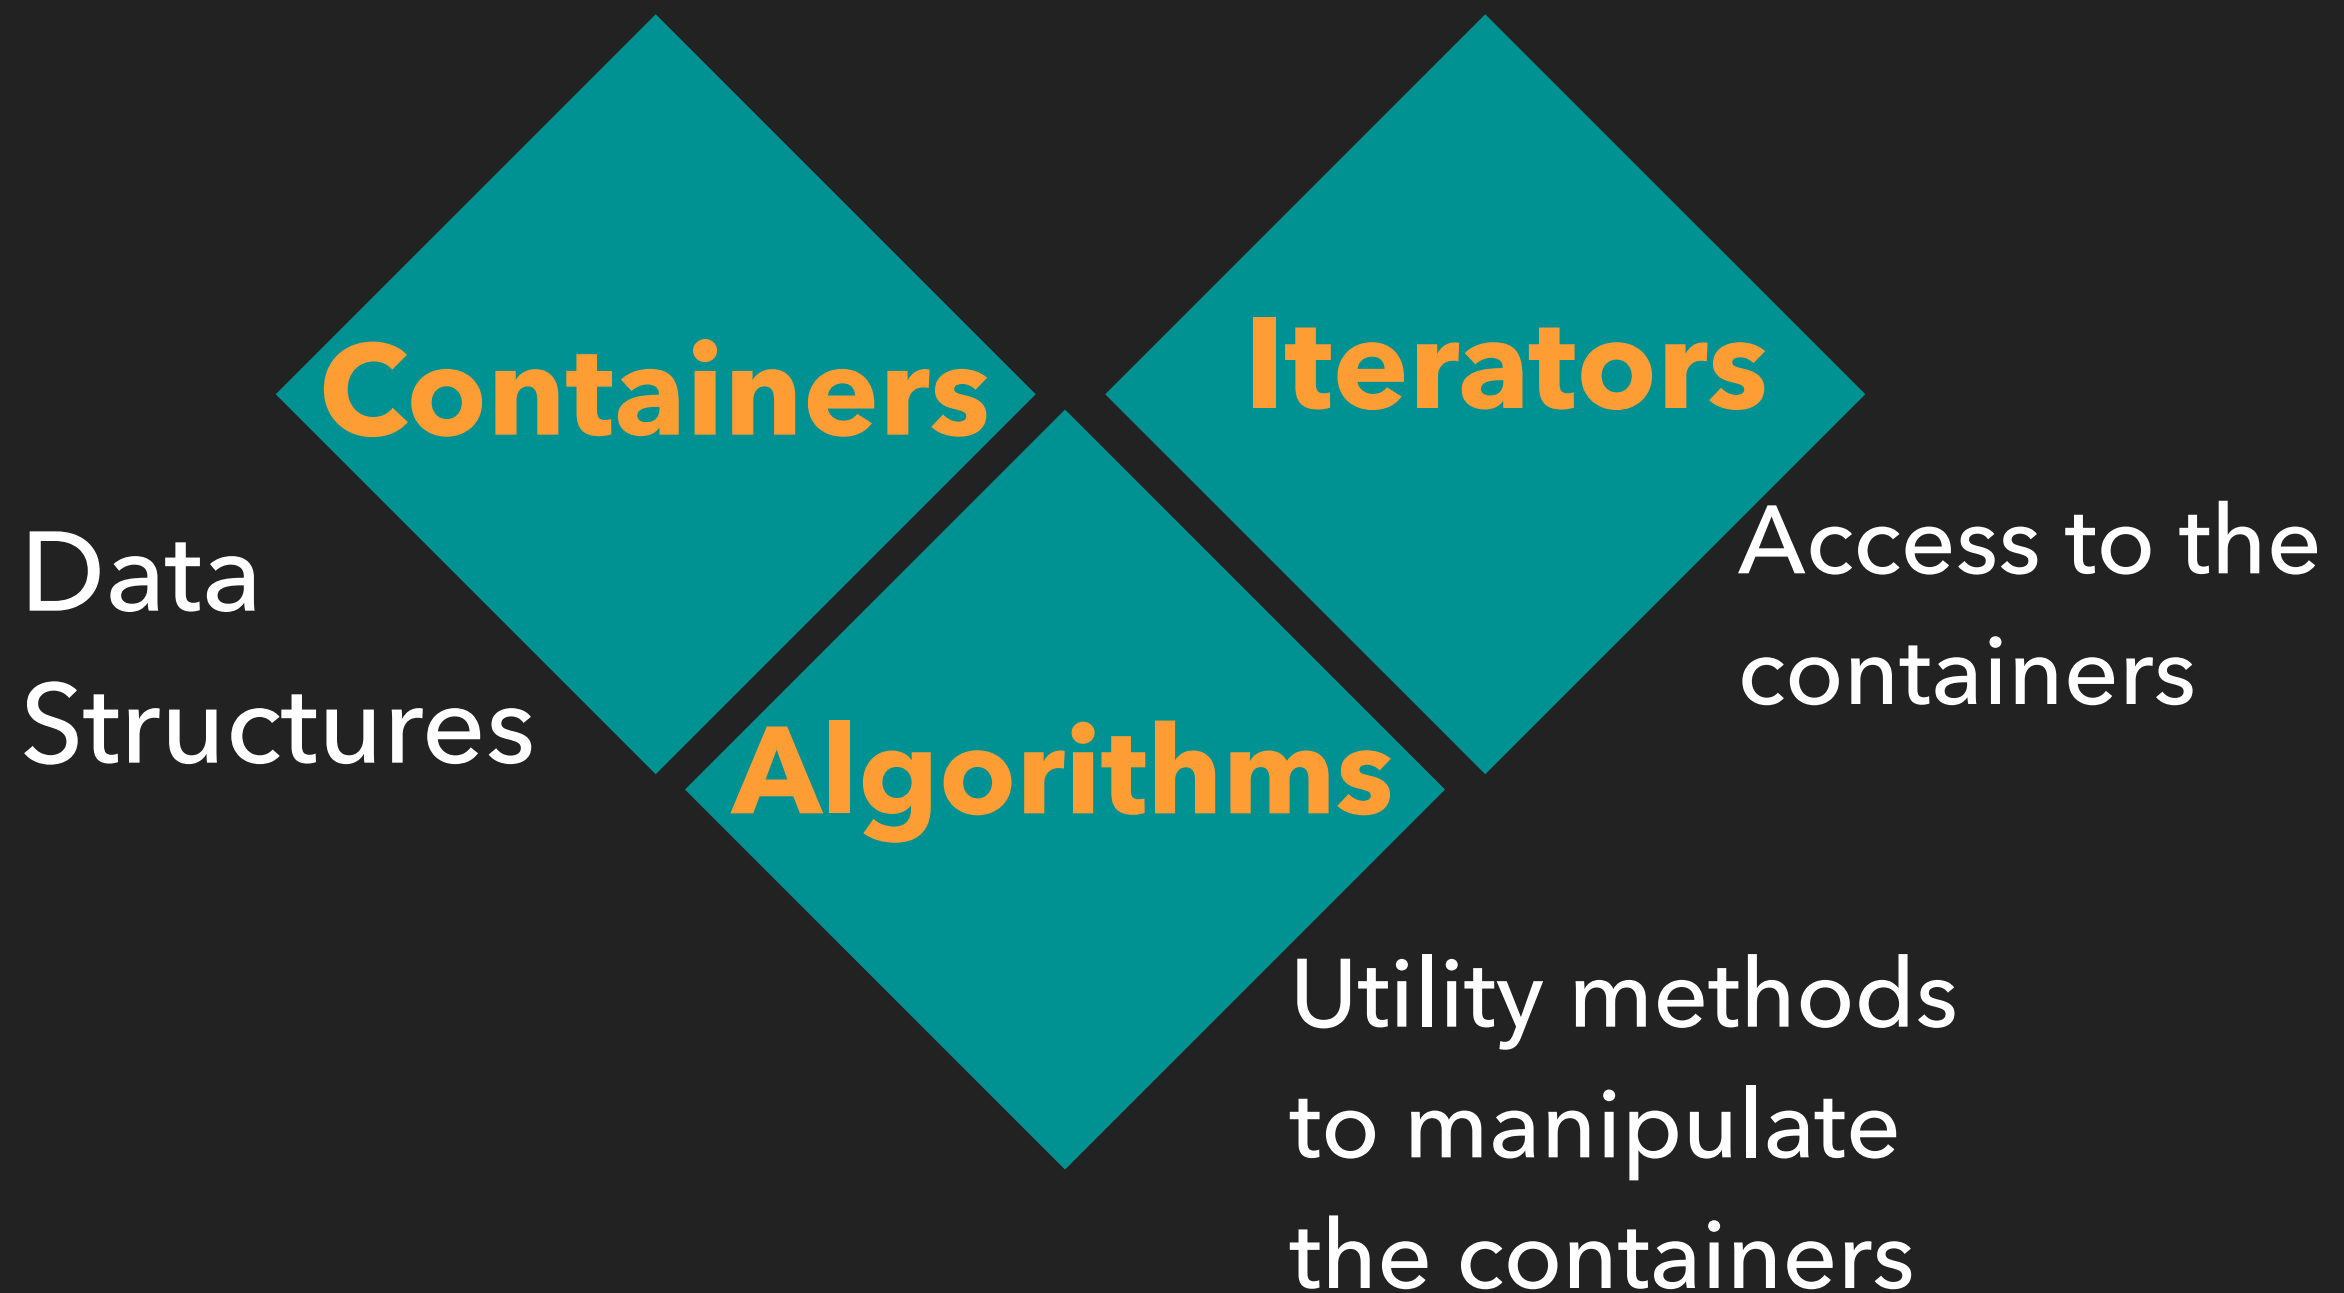 Containers
Data
Structures
Iterators
Access to the
containers
Algorithms
Utility methods
to manipulate
the containers